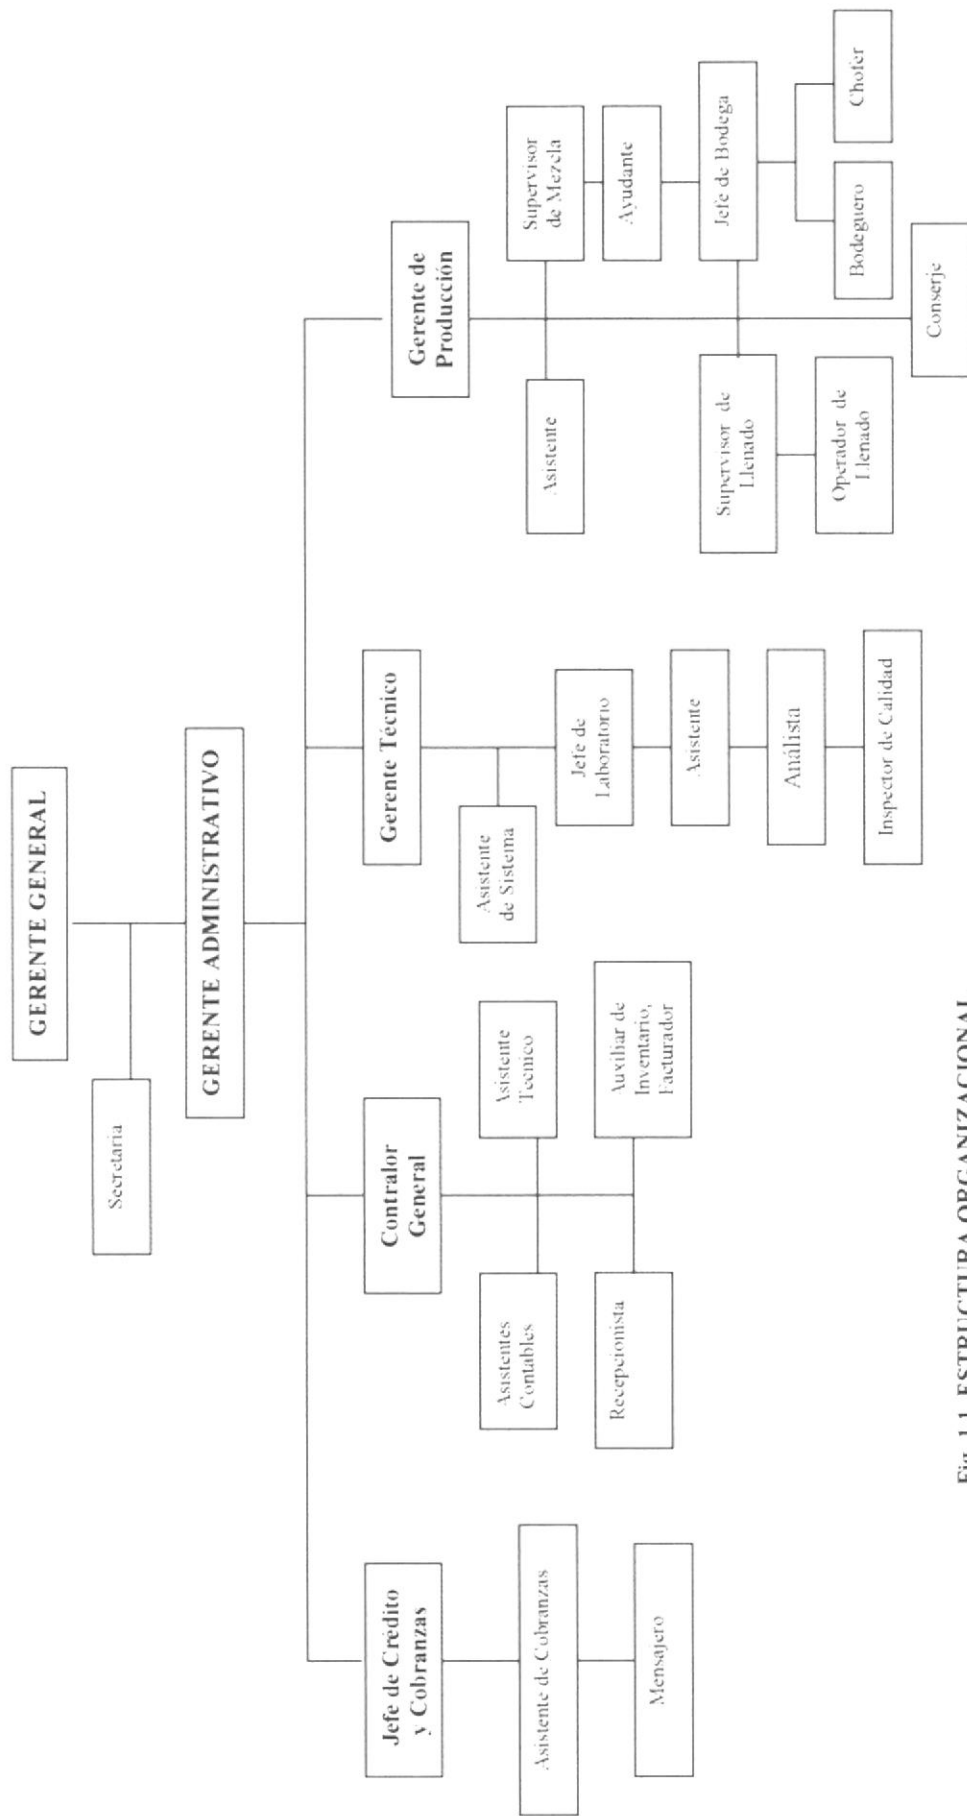 GERENTE GENERAL
Secretaria
GERENTE ADMINISTRATIVO
Jefe de Crédito
y Cobranzas
Asistente de Cobranzas
Mensajero
Contralor
General
Asistentes
Contables
Asistente
Tecnico
Recepcionista
Auxiliar de
Inventario,
Facturador
Gerente Técnico
Asistente
de Sistema
Jefe de
Laboratorio
Asistente
Análista
Inspector de Calidad
Gerente de
Producción
Asistente
Supervisor
de Mezcla
Ayudante
Supervisor de
Llenado
Jefe de Bodega
Operador de
Llenado
Bodeguero
Chofer
Conserje
Fig. 1.1 ESTRUCTURA ORGANIZACIONAL